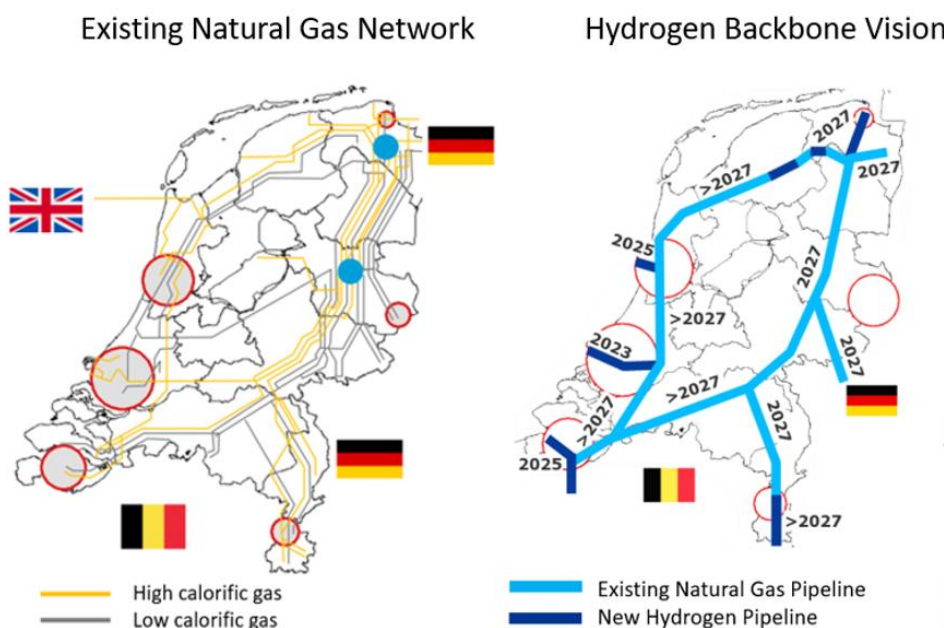 Existing Natural Gas Network
Hydrogen Backbone Vision
High calorific gas
Low calorific gas
2027
>2027
2027
2025
2027
>2027
2023
2027
>2027
>2027
2027
2025
>2027
Existing Natural Gas Pipeline
New Hydrogen Pipeline